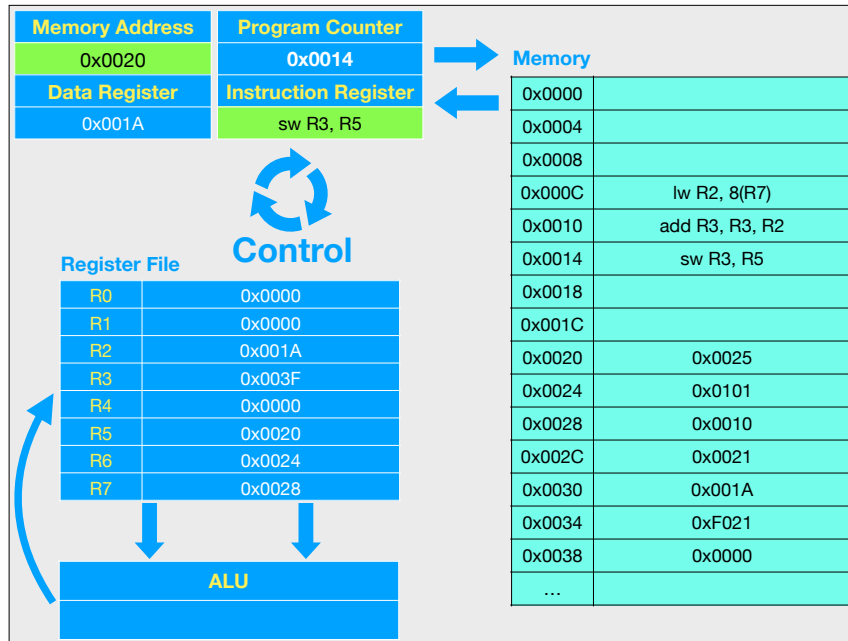 Memory Address Program Counter
0x0020 0x0014
Data Register Instruction Register
0x001A sw R3, R5
Control
Register File
R0 0x0000
R1 0x0000
R2 0x001A
R3 0x003F
R4 0x0000
R5 0x0020
R6 0x0024
R7 0x0028
ALU
Memory
0x0000
0x0004
0x0008
0x000C lw R2, 8(R7)
0x0010 add R3, R3, R2
0x0014 sw R3, R5
0x0018
0x001C
0x0020 0x0025
0x0024 0x0101
0x0028 0x0010
0x002C 0x0021
0x0030 0x001A
0x0034 0xF021
0x0038 0x0000
…